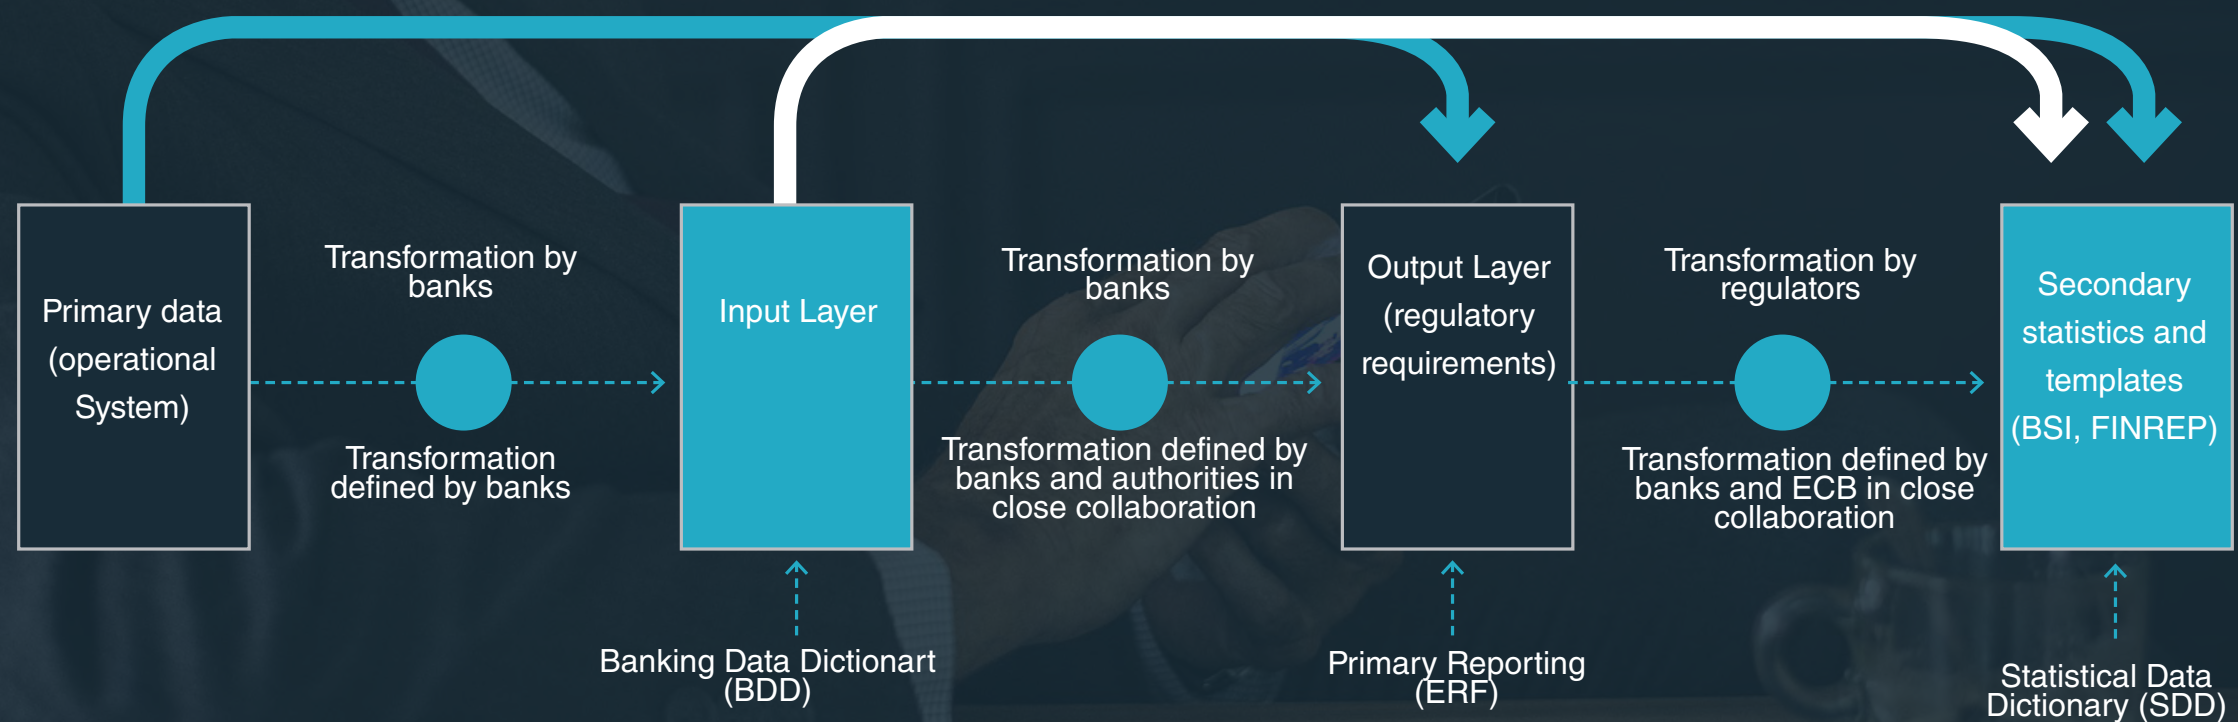 Primary data
(operational
System)
Transformation by
banks
Transformation
defined by banks
Input Layer
Banking Data Dictionart
(BDD)
Transformation by
banks
Transformation defined by
banks and authorities in
close collaboration
Output Layer
(regulatory
requirements)
Primary Reporting
(ERF)
Transformation by
regulators
Transformation defined by
banks and ECB in close
collaboration
Secondary
statistics and
templates
(BSI, FINREP)
Statistical Data
Dictionary (SDD)